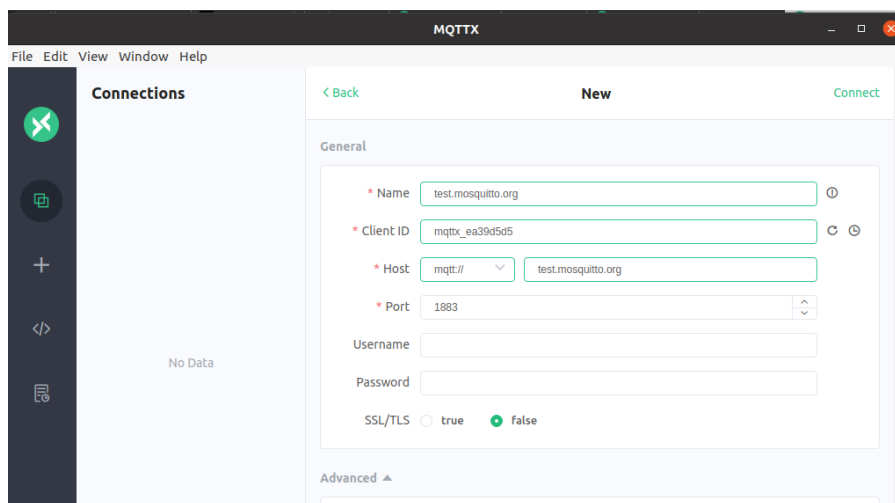 MQTTX
File Edit View Window Help
Connections
< Back
New
Connect
General
* Name test.mosquitto.org
* Client ID mqttx_ea39d5d5
* Host mqtt:// test.mosquitto.org
* Port 1883
Username
Password
SSL/TLS true false
No Data
Advanced